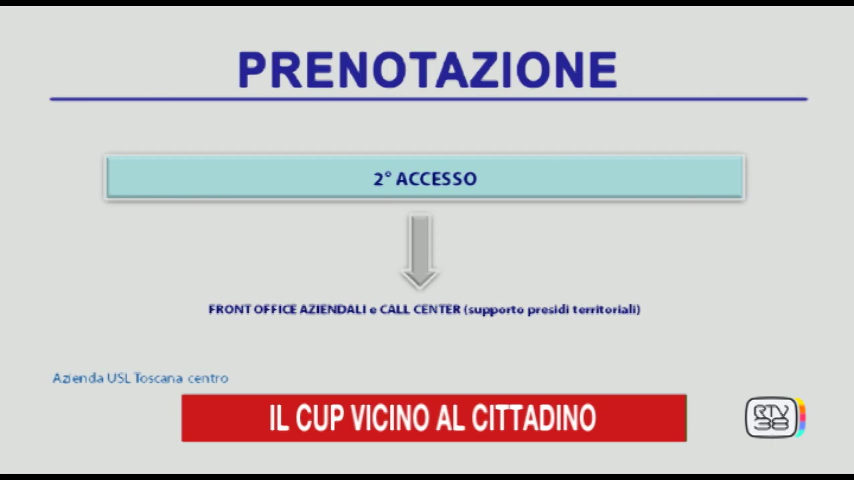 PRENOTAZIONE
2° ACCESSO
FRONT OFFICE AZIENDALI e CALL CENTER (supporto presidi territoriali)
Azienda USL Toscana centro
IL CUP VICINO AL CITTADINO
RTV
38